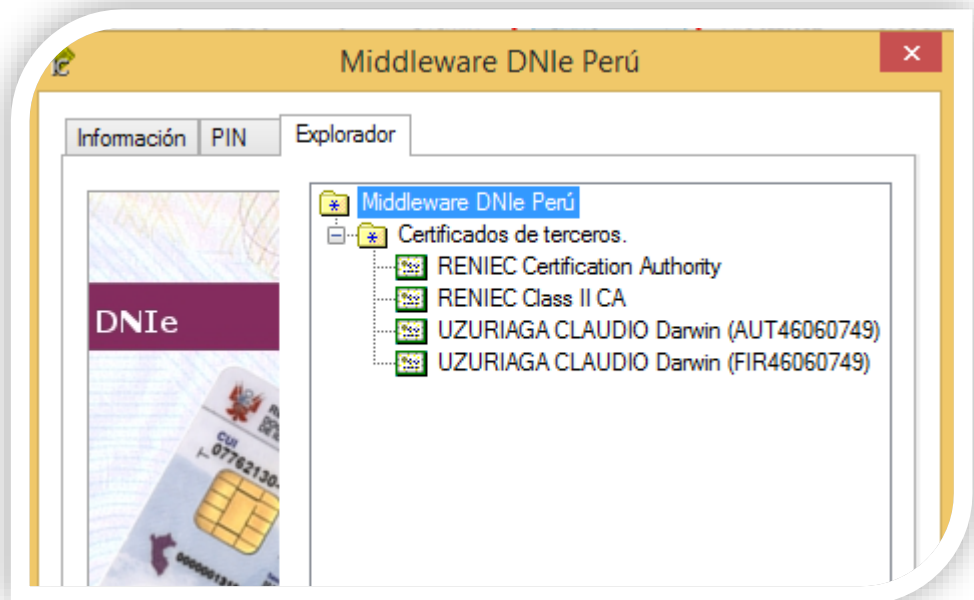 Middleware DNIe Perú
Información
PIN
Explorador
Middleware DNIe Perú
Certificados de terceros.
RENIEC Certification Authority
RENIEC Class II CA
UZURIAGA CLAUDIO Darwin (AUT46060749)
UZURIAGA CLAUDIO Darwin (FIR46060749)
DNIe
CUI